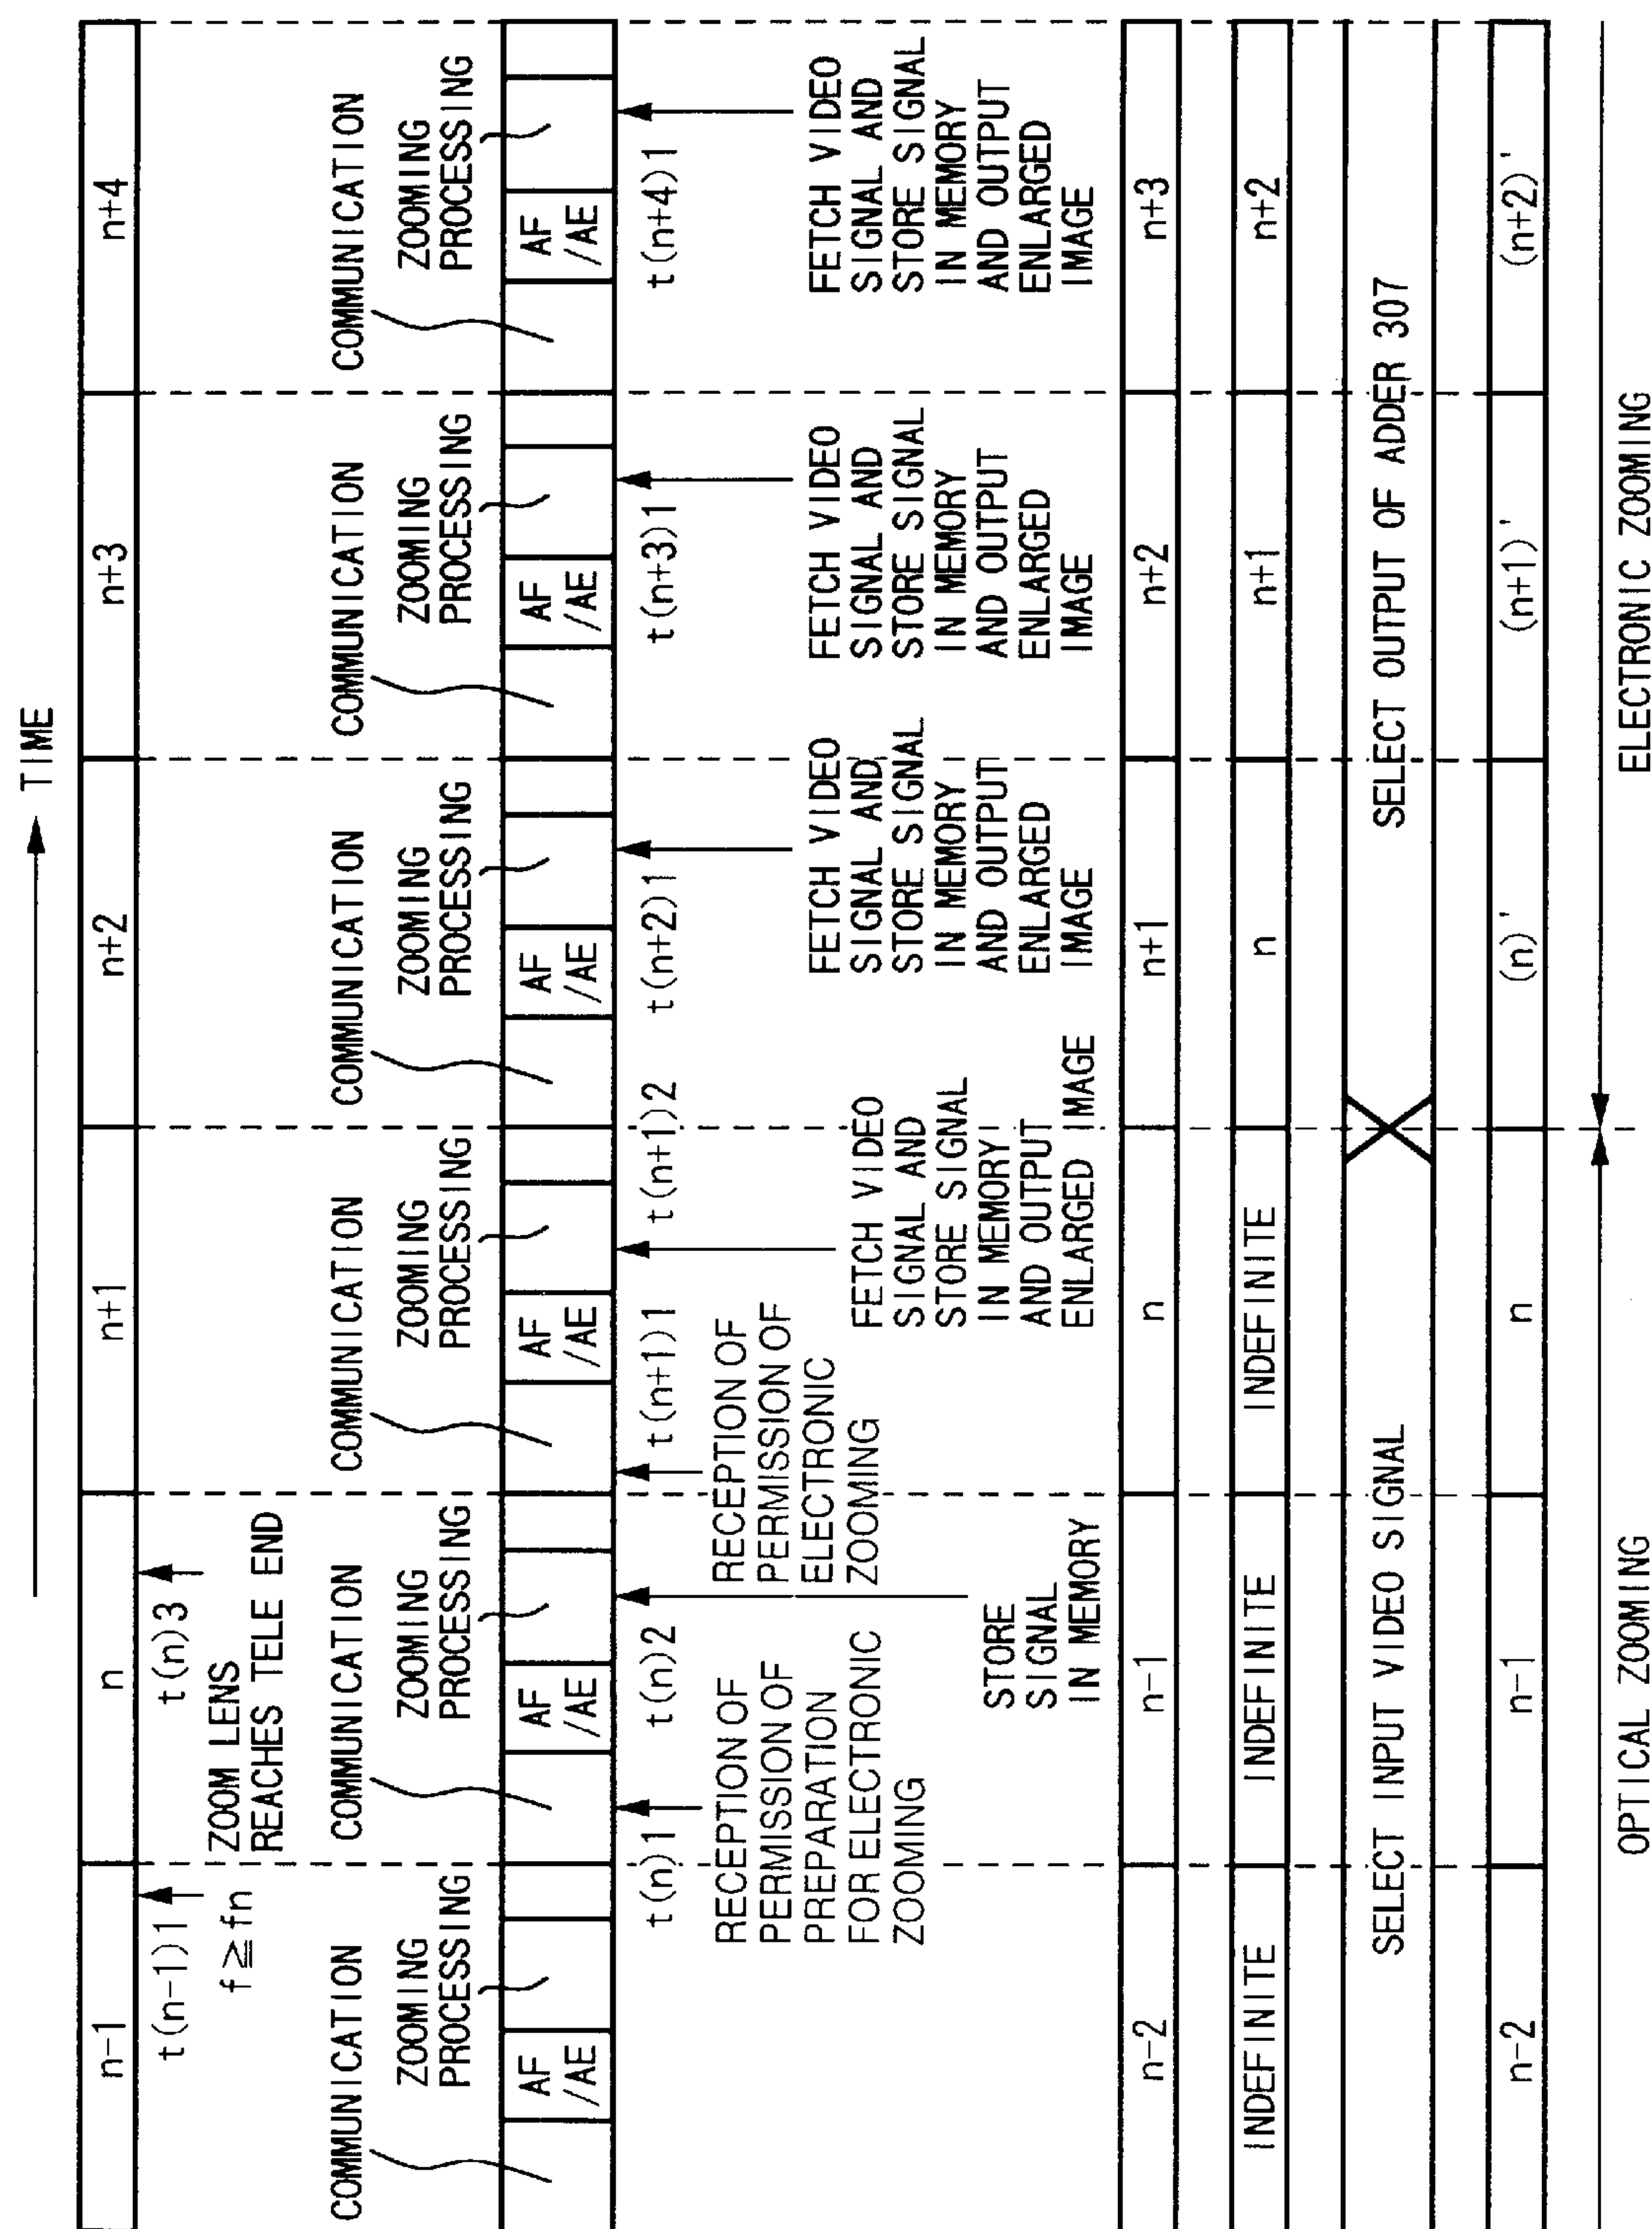 TIME
n-1
n
n+1
n+2
n+3
n+4
t(n-1)1
f≧fn
t(n)3
ZOOM LENS
REACHES TELE END
COMMUNICATION
ZOOMING
PROCESSING
COMMUNICATION
ZOOMING
PROCESSING
COMMUNICATION
ZOOMING
PROCESSING
COMMUNICATION
ZOOMING
PROCESSING
COMMUNICATION
ZOOMING
PROCESSING
COMMUNICATION
ZOOMING
PROCESSING
AF
/AE
AF
/AE
AF
/AE
AF
/AE
AF
/AE
AF
/AE
t(n)1
RECEPTION OF
PERMISSION OF
PREPARATION
FOR ELECTRONIC
ZOOMING
t(n)2
STORE
SIGNAL
IN MEMORY
t(n+1)1
RECEPTION OF
PERMISSION OF
ELECTRONIC
ZOOMING
t(n+1)2
FETCH VIDEO
SIGNAL AND
STORE SIGNAL
IN MEMORY
AND OUTPUT
ENLARGED IMAGE
t(n+2)1
FETCH VIDEO
SIGNAL AND
STORE SIGNAL
IN MEMORY
AND OUTPUT
ENLARGED
IMAGE
t(n+3)1
FETCH VIDEO
SIGNAL AND
STORE SIGNAL
IN MEMORY
AND OUTPUT
ENLARGED
IMAGE
t(n+4)1
FETCH VIDEO
SIGNAL AND
STORE SIGNAL
IN MEMORY
AND OUTPUT
ENLARGED
IMAGE
n-2
n-1
n
n+1
n+2
n+3
INDEFINITE
INDEFINITE
INDEFINITE
n
n+1
n+2
SELECT INPUT VIDEO SIGNAL
SELECT OUTPUT OF ADDER 307
n-2
n-1
n
(n)'
(n+1)'
(n+2)'
OPTICAL ZOOMING
ELECTRONIC ZOOMING